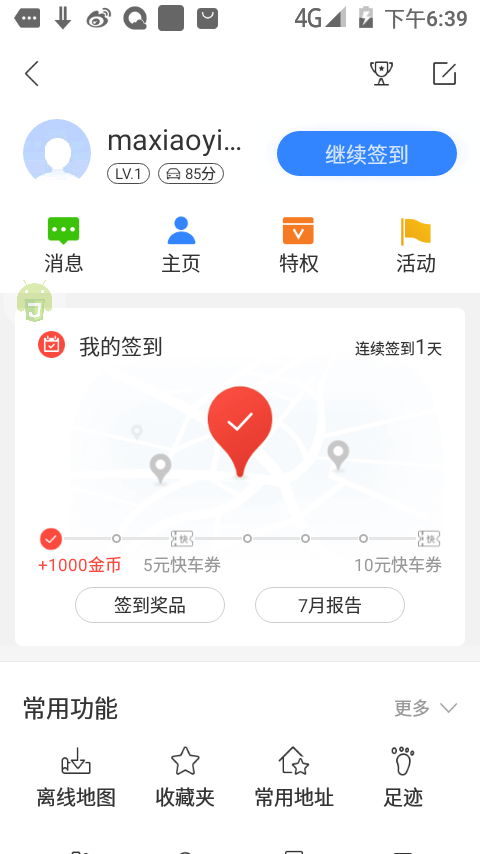 4G 下午6:39
maxiaoyi... 继续签到
LV.1 85分
消息 主页 特权 活动
我的签到 连续签到1天
快 快
+1000金币 5元快车券 10元快车券
签到奖品 7月报告
常用功能 更多
离线地图 收藏夹 常用地址 足迹